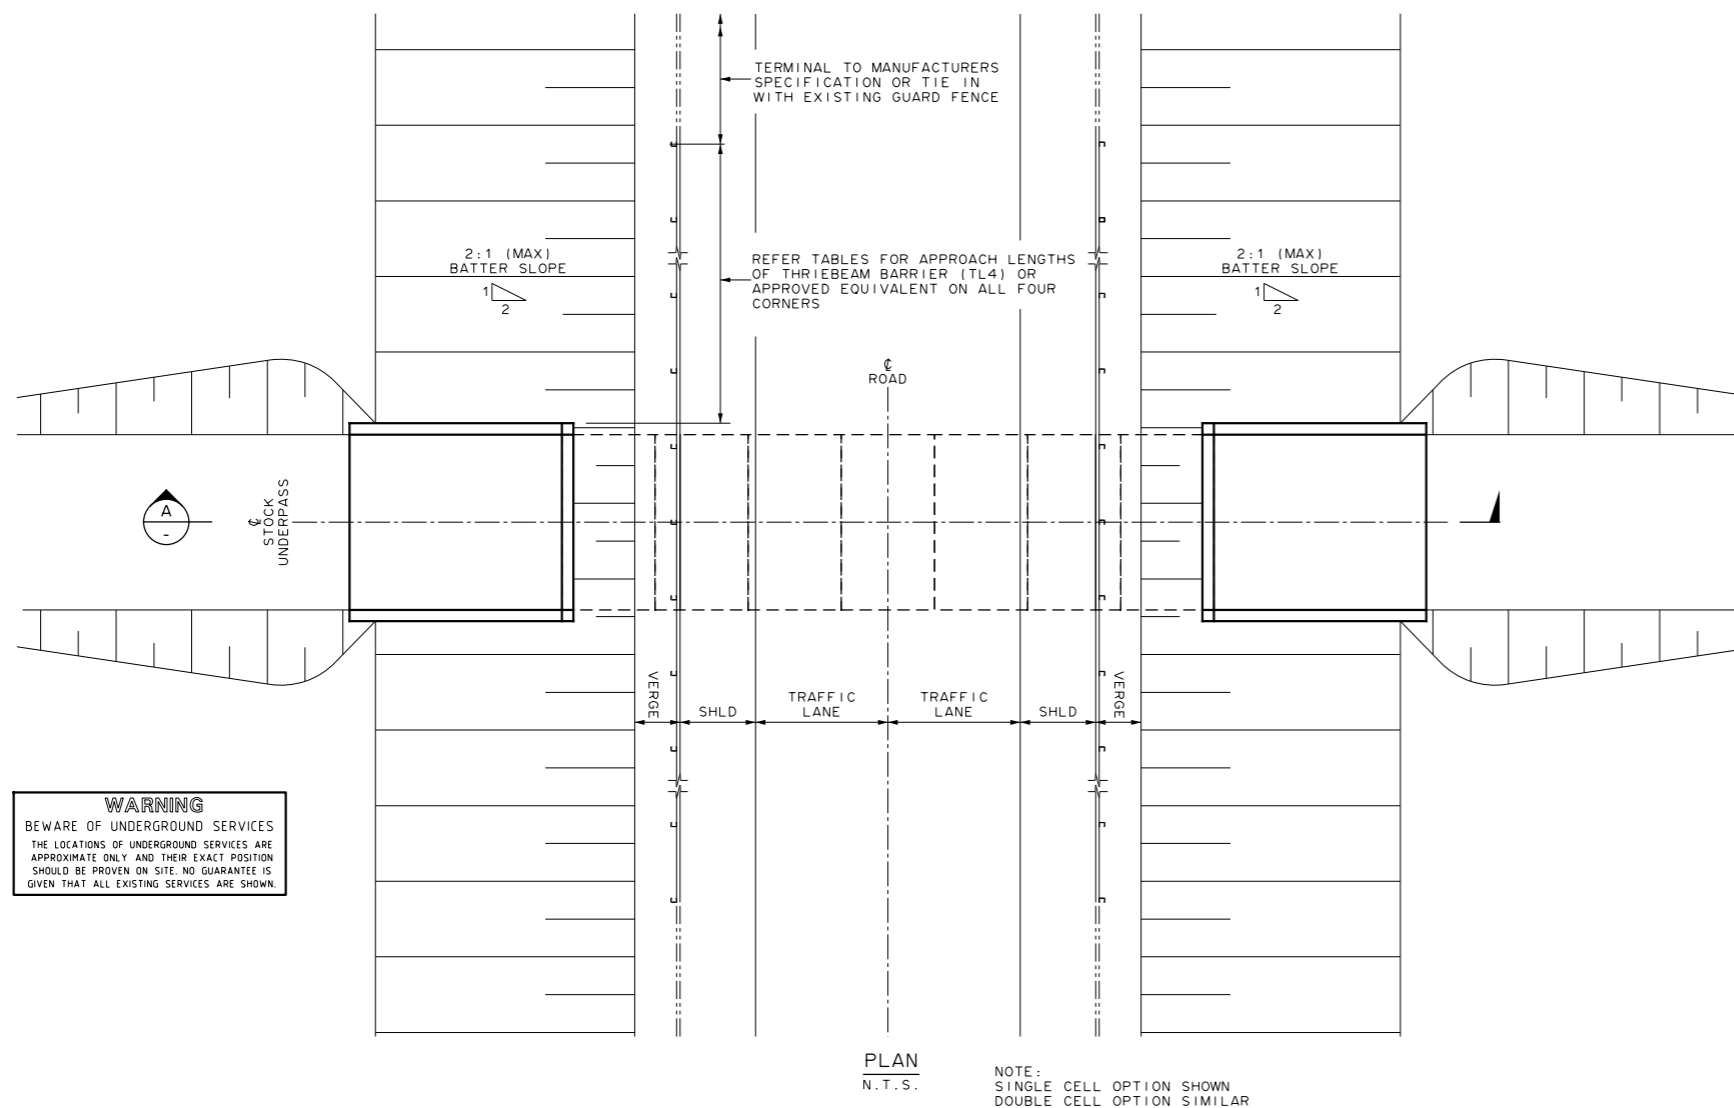 TERMINAL TO MANUFACTURERS
SPECIFICATION OR TIE IN
WITH EXISTING GUARD FENCE
2:1 (MAX)
BATTER SLOPE
1
2
REFER TABLES FOR APPROACH LENGTHS
OF THRIEBEAM BARRIER (TL4) OR
APPROVED EQUIVALENT ON ALL FOUR
CORNERS
2:1 (MAX)
BATTER SLOPE
1
2
℄
ROAD
A
-
℄
STOCK
UNDERPASS
VERGE
SHLD
TRAFFIC
LANE
TRAFFIC
LANE
SHLD
VERGE
WARNING
BEWARE OF UNDERGROUND SERVICES
THE LOCATIONS OF UNDERGROUND SERVICES ARE
APPROXIMATE ONLY AND THEIR EXACT POSITION
SHOULD BE PROVEN ON SITE. NO GUARANTEE IS
GIVEN THAT ALL EXISTING SERVICES ARE SHOWN.
PLAN
N.T.S.
NOTE:
SINGLE CELL OPTION SHOWN
DOUBLE CELL OPTION SIMILAR